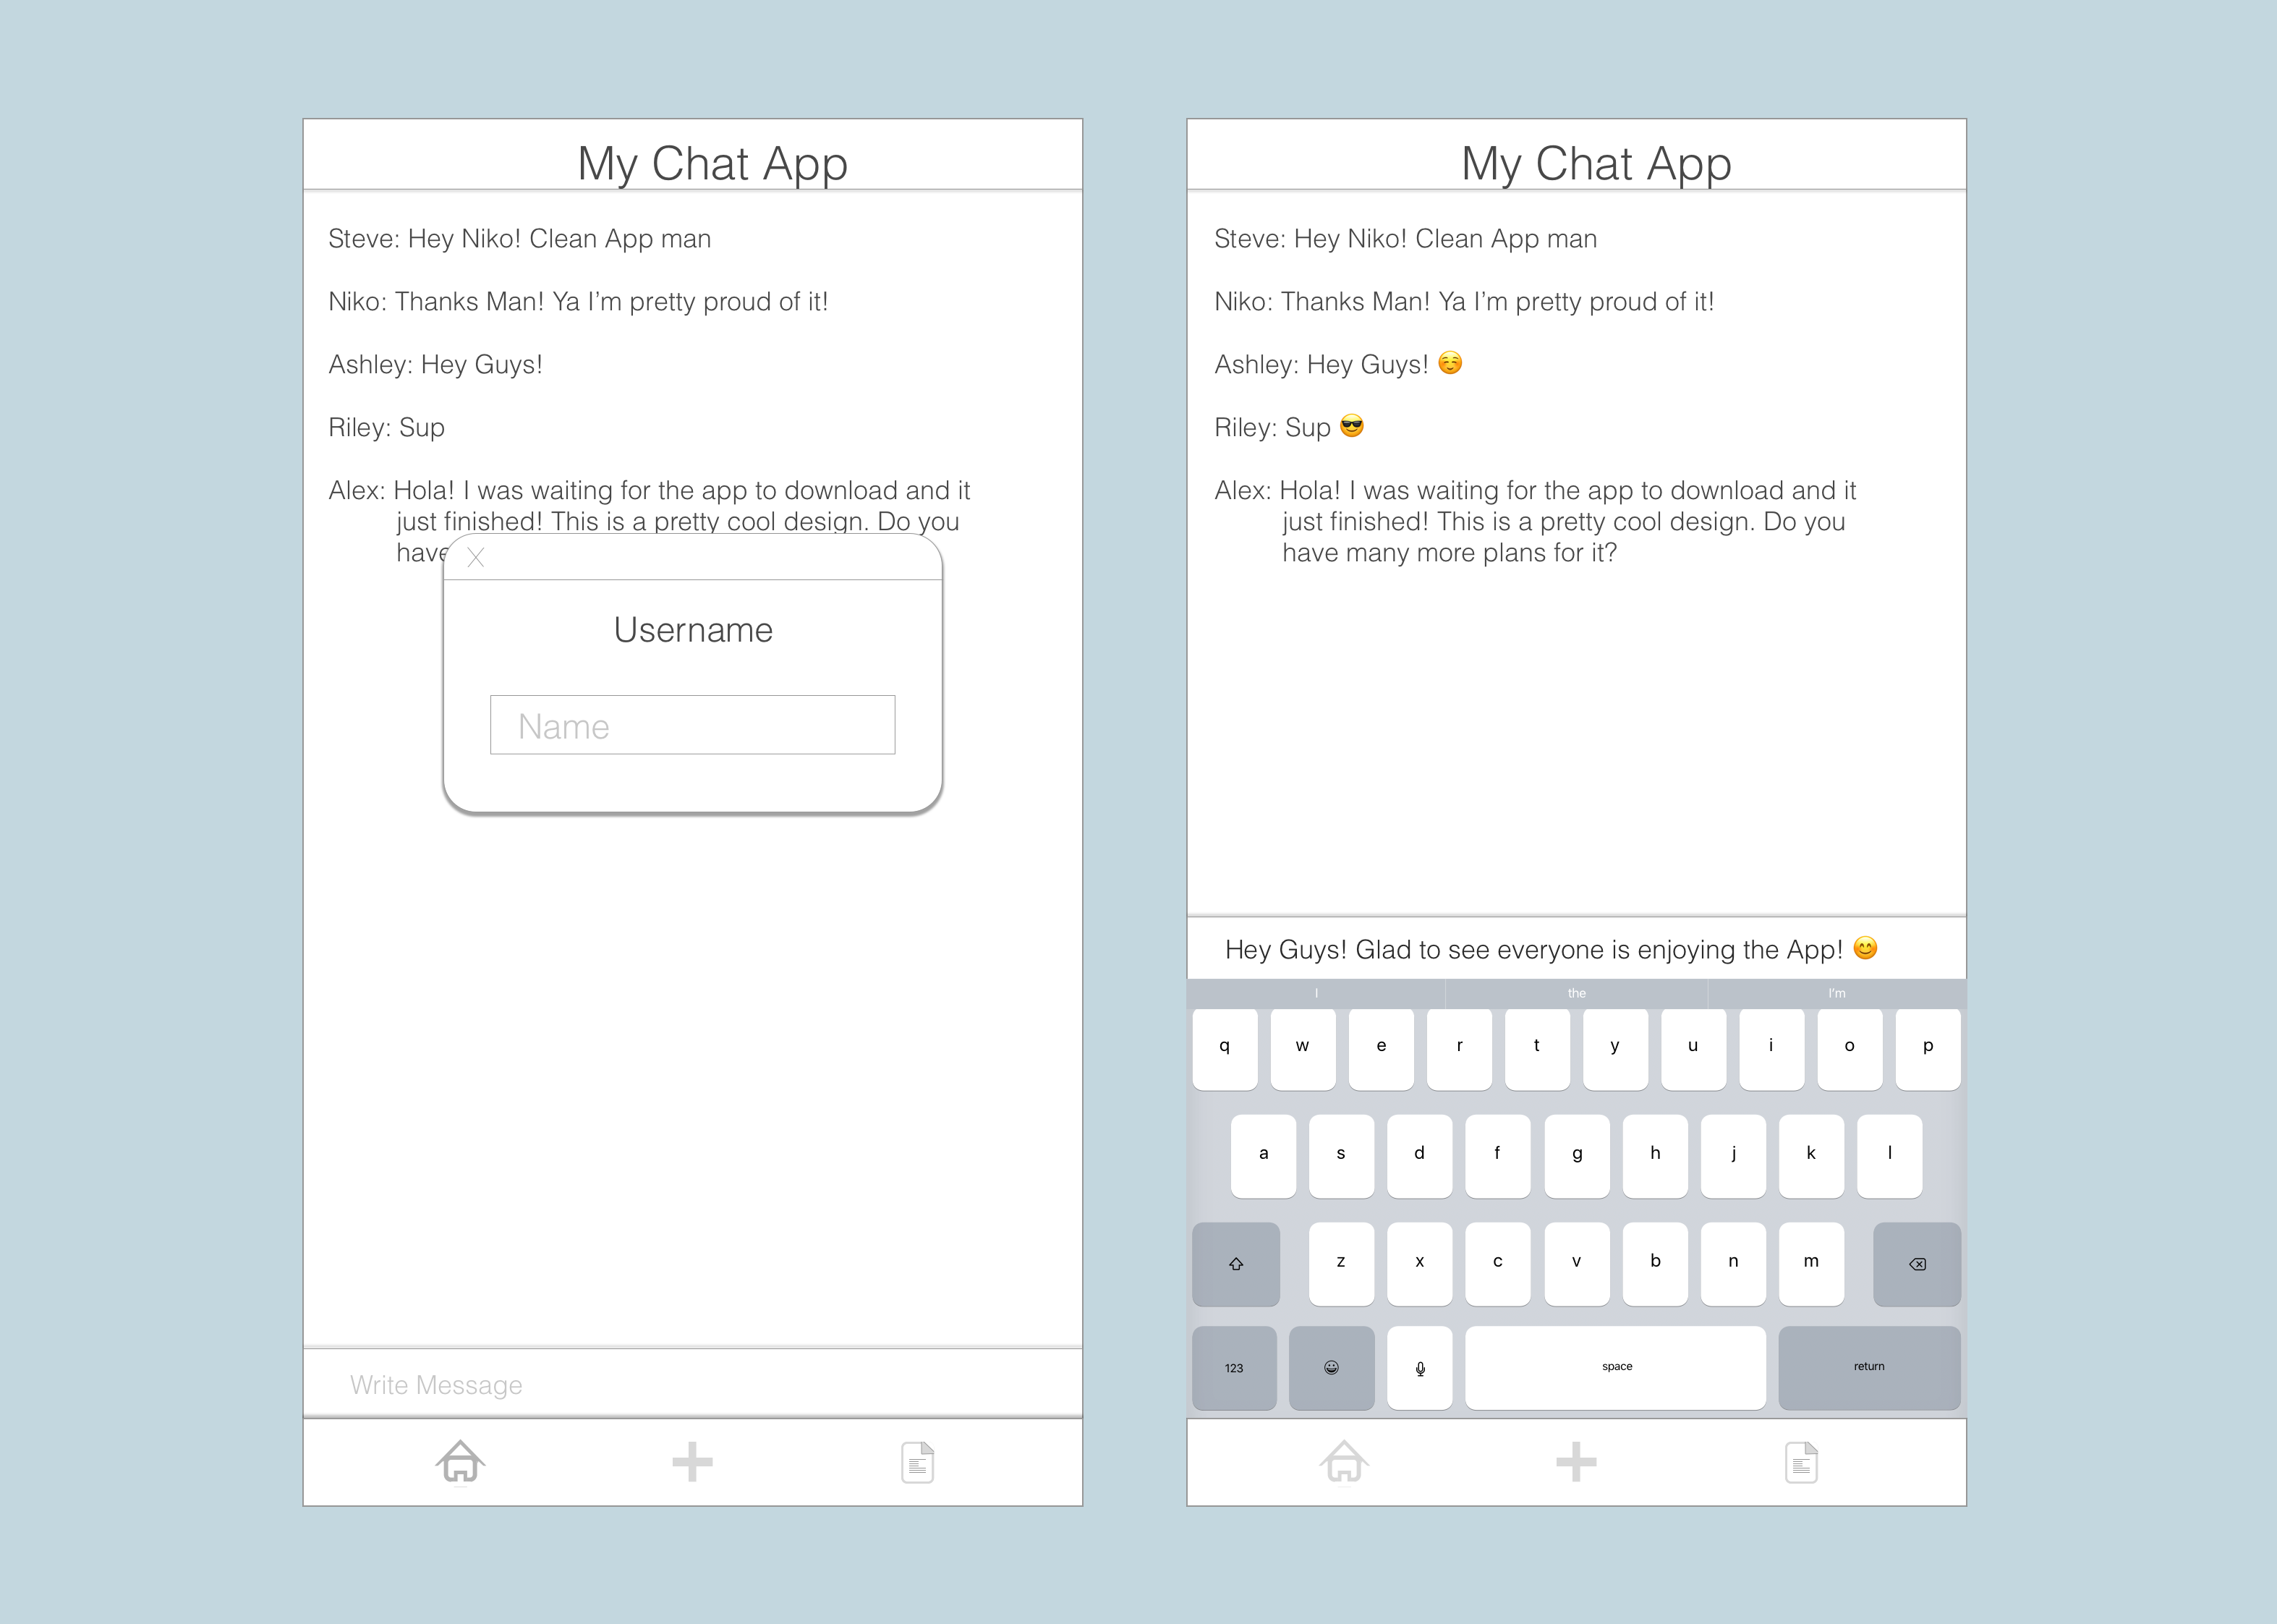 My Chat App
Steve: Hey Niko! Clean App man
Niko: Thanks Man! Ya I’m pretty proud of it!
Ashley: Hey Guys!
Riley: Sup
Alex: Hola! I was waiting for the app to download and it
just finished! This is a pretty cool design. Do you
have
X
Username
Name
Write Message
My Chat App
Steve: Hey Niko! Clean App man
Niko: Thanks Man! Ya I’m pretty proud of it!
Ashley: Hey Guys! ☺️
Riley: Sup 😎
Alex: Hola! I was waiting for the app to download and it
just finished! This is a pretty cool design. Do you
have many more plans for it?
Hey Guys! Glad to see everyone is enjoying the App! 😊
I the I’m
q w e r t y u i o p
a s d f g h j k l
z x c v b n m
123 space return